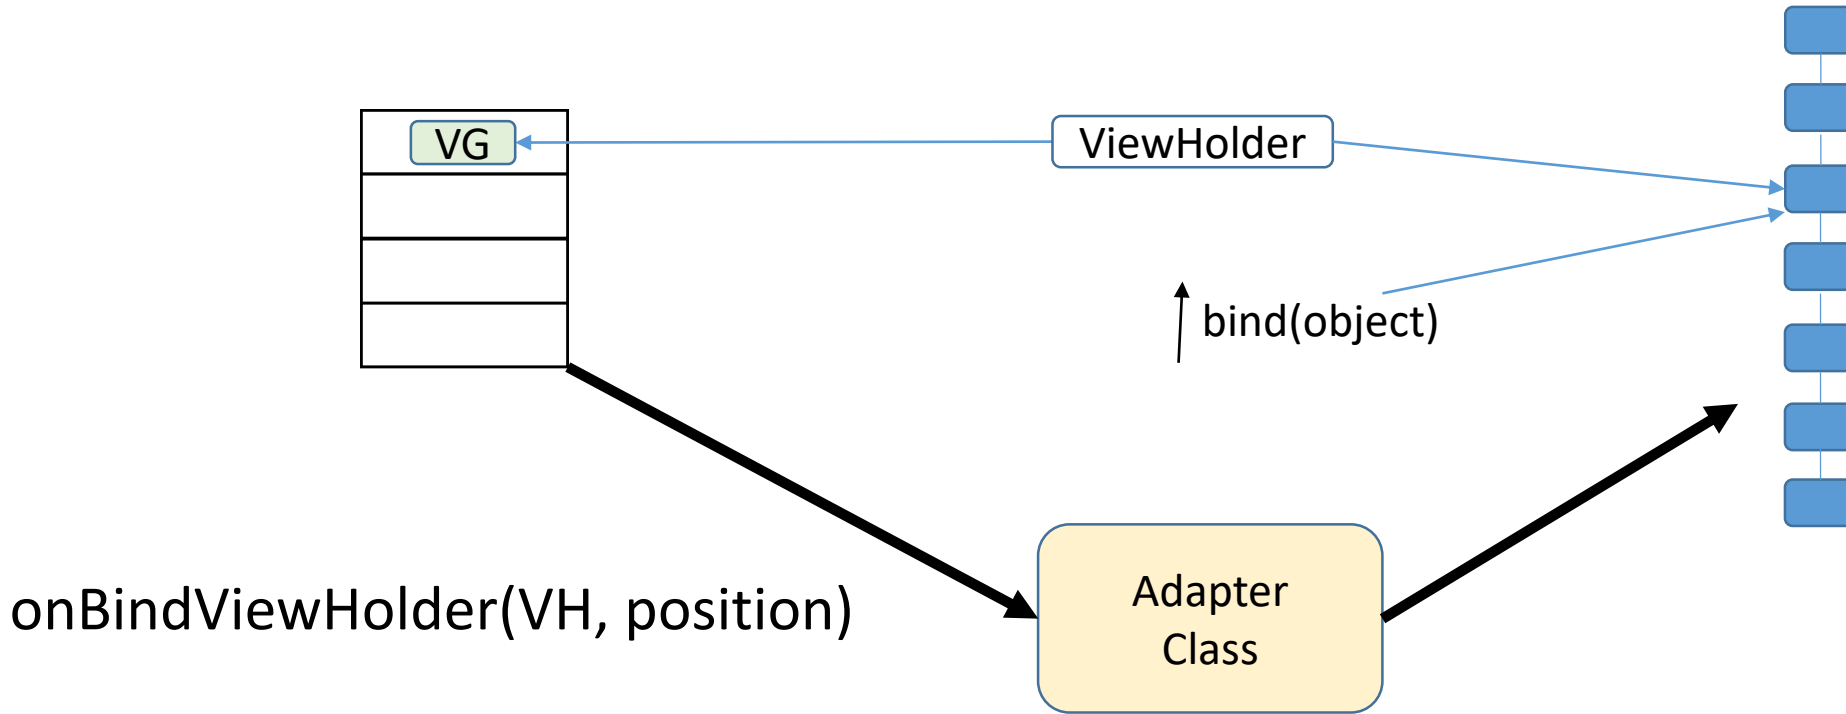 VG
ViewHolder
bind(object)
onBindViewHolder(VH, position)
Adapter
Class